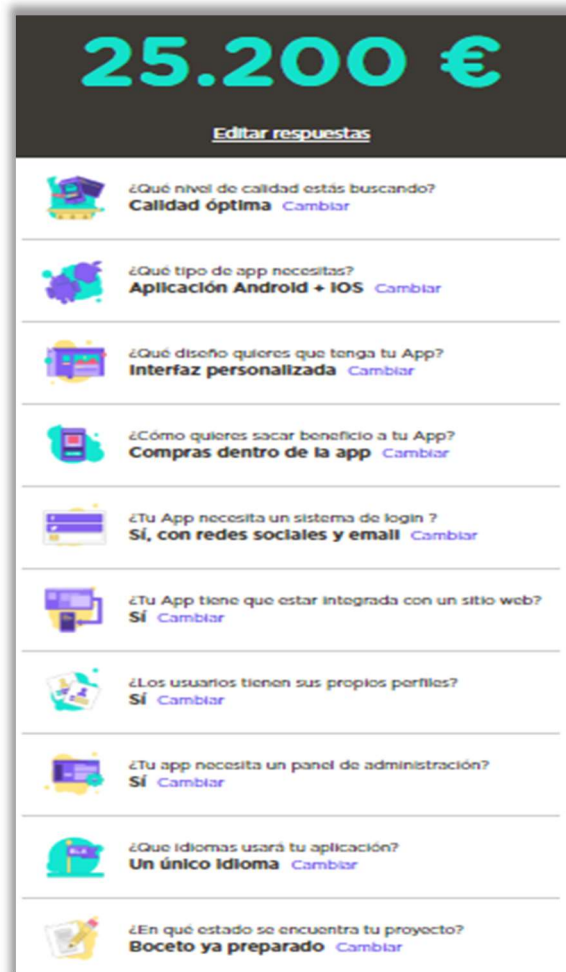 25.200 €
Editar respuestas
¿Qué nivel de calidad estás buscando?
Calidad óptima Cambiar
¿Qué tipo de app necesitas?
Aplicación Android + iOS Cambiar
¿Qué diseño quieres que tenga tu App?
Interfaz personalizada Cambiar
¿Cómo quieres sacar beneficio a tu App?
Compras dentro de la app Cambiar
¿Tu App necesita un sistema de login ?
Sí, con redes sociales y email Cambiar
¿Tu App tiene que estar integrada con un sitio web?
Sí Cambiar
¿Los usuarios tienen sus propios perfiles?
Sí Cambiar
¿Tu app necesita un panel de administración?
Sí Cambiar
¿Que idiomas usará tu aplicación?
Un único idioma Cambiar
¿En qué estado se encuentra tu proyecto?
Boceto ya preparado Cambiar